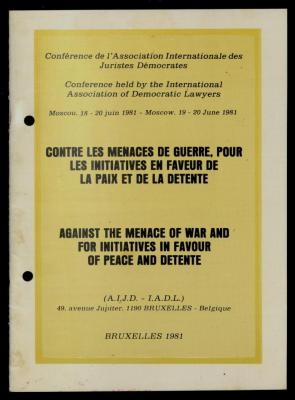 Conférence de l'Association Internationale des
Juristes Démocrates
Conference held by the International
Association of Democratic Lawyers
Moscou. 18 - 20 juin 1981 - Moscow. 19 - 20 June 1981
CONTRE LES MENACES DE GUERRE, POUR
LES INITIATIVES EN FAVEUR DE
LA PAIX ET DE LA DETENTE
AGAINST THE MENACE OF WAR AND
FOR INITIATIVES IN FAVOUR
OF PEACE AND DETENTE
(A.I.J.D. - I.A.D.L.)
49, avenue Jupiter. 1190 BRUXELLES - Belgique
BRUXELLES 1981